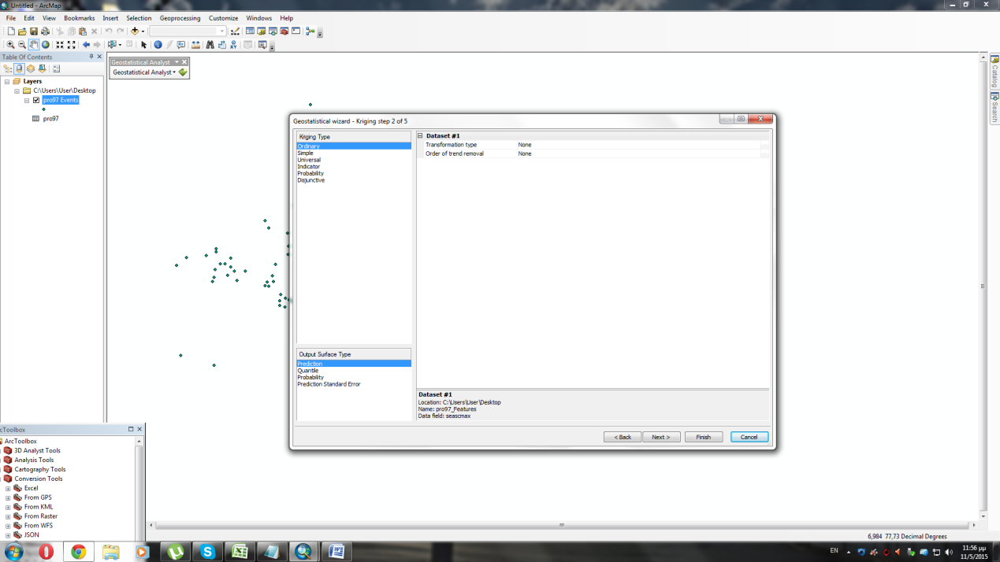 Untitled - ArcMap
File Edit View Bookmarks Insert Selection Geoprocessing Customize Windows Help
Table Of Contents
Layers
C:\Users\User\Desktop
pro97 Events
pro97
Geostatistical Analyst
Geostatistical Analyst
Geostatistical wizard - Kriging step 2 of 5
Kriging Type
Ordinary
Simple
Universal
Indicator
Probability
Disjunctive
Output Surface Type
Prediction
Quantile
Probability
Prediction Standard Error
Dataset #1
Transformation type None
Order of trend removal None
Dataset #1
Location: C:\Users\User\Desktop
Name: pro97_Features
Data field: seascmax
< Back Next > Finish Cancel
Catalog
Search
cToolbox
ArcToolbox
3D Analyst Tools
Analysis Tools
Cartography Tools
Conversion Tools
Excel
From GPS
From KML
From Raster
From WFS
JSON
6,984 77,73 Decimal Degrees
EN
11:56 μμ
11/5/2015